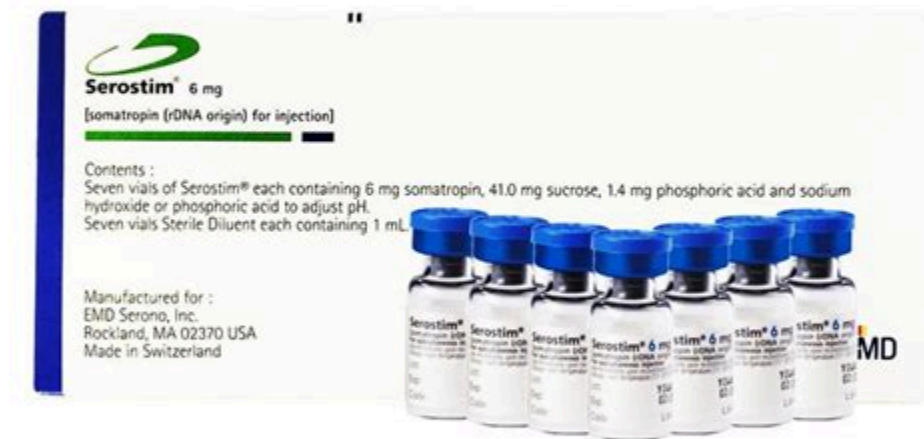 "
Serostim® 6 mg
[somatropin (rDNA origin) for injection]
Contents :
Seven vials of Serostim® each containing 6 mg somatropin, 41.0 mg sucrose, 1.4 mg phosphoric acid and sodium
hydroxide or phosphoric acid to adjust pH.
Seven vials Sterile Diluent each containing 1 mL.
Manufactured for :
EMD Serono, Inc.
Rockland, MA 02370 USA
Made in Switzerland
Serostim®
Serostim®
Serostim®
Serostim® 6 mg
stim® 6 mg
stim® 6 mg
stim® 6 mg
MD